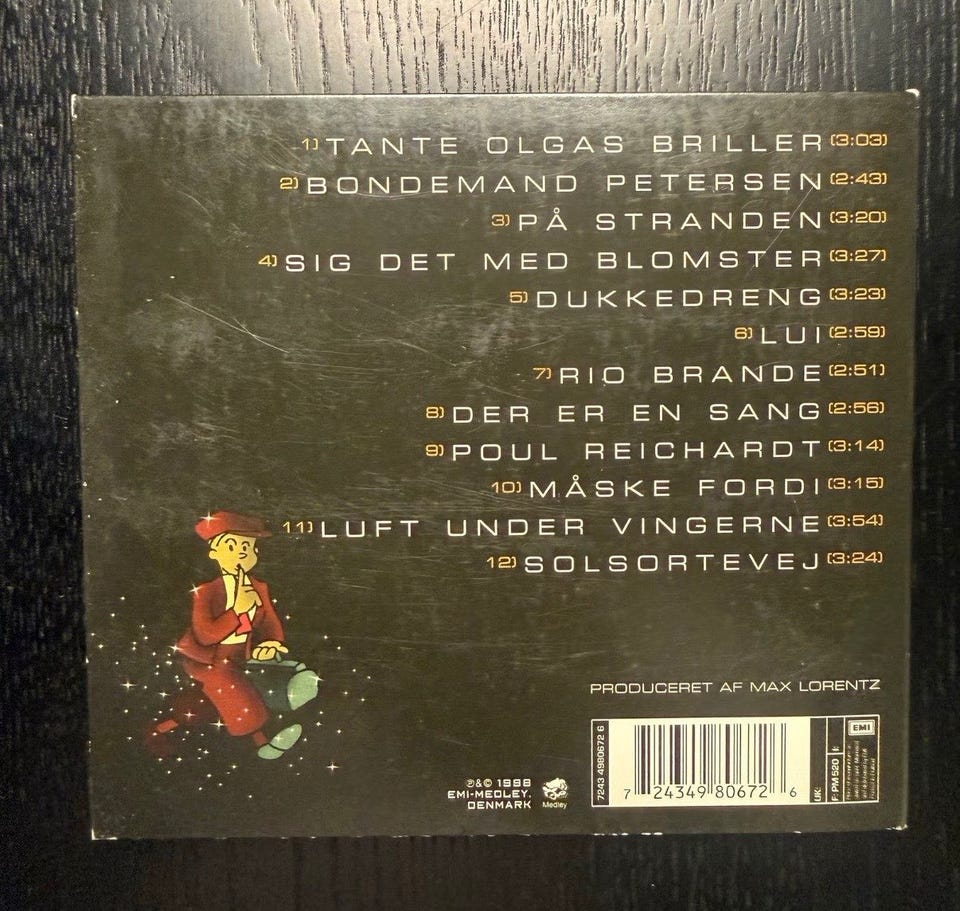 1) TANTE OLGAS BRILLER (3:03)
2) BONDEMAND PETERSEN (2:43)
3) PÅ STRANDEN (3:20)
4) SIG DET MED BLOMSTER (3:27)
5) DUKKEDRENG (3:23)
6) LUI (2:59)
7) RIO BRANDE (2:51)
8) DER ER EN SANG (2:56)
9) POUL REICHARDT (3:14)
10) MÅSKE FORDI (3:15)
11) LUFT UNDER VINGERNE (3:54)
12) SOLSORTEVEJ (3:24)
PRODUCERET AF MAX LORENTZ
℗&© 1998
EMI-MEDLEY,
DENMARK
Medley
7243 4980672 6
7 24349 80672 6
UK:
F: PM 520
I:
EMI